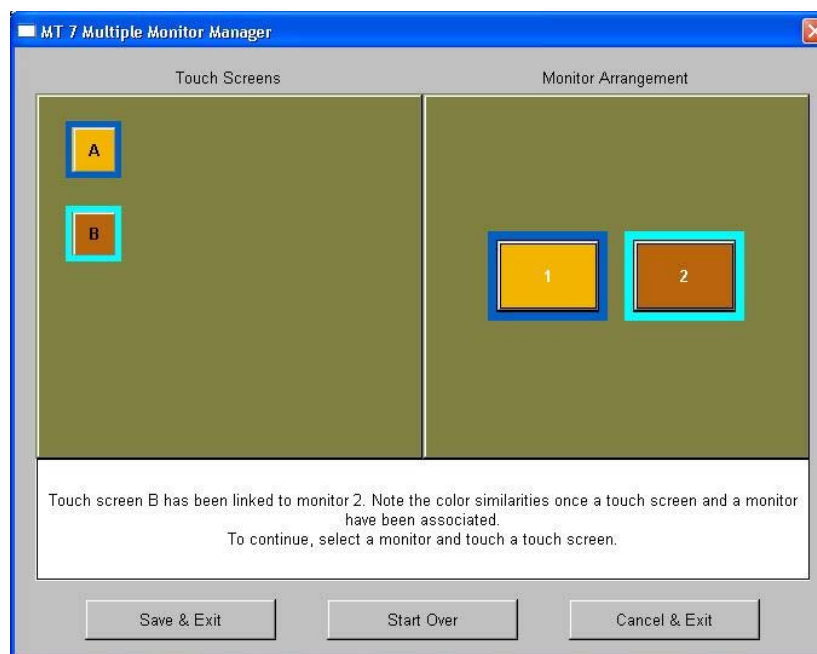 MT 7 Multiple Monitor Manager
Touch Screens
Monitor Arrangement
A
B
1
2
Touch screen B has been linked to monitor 2. Note the color similarities once a touch screen and a monitor
have been associated.
To continue, select a monitor and touch a touch screen.
Save & Exit
Start Over
Cancel & Exit